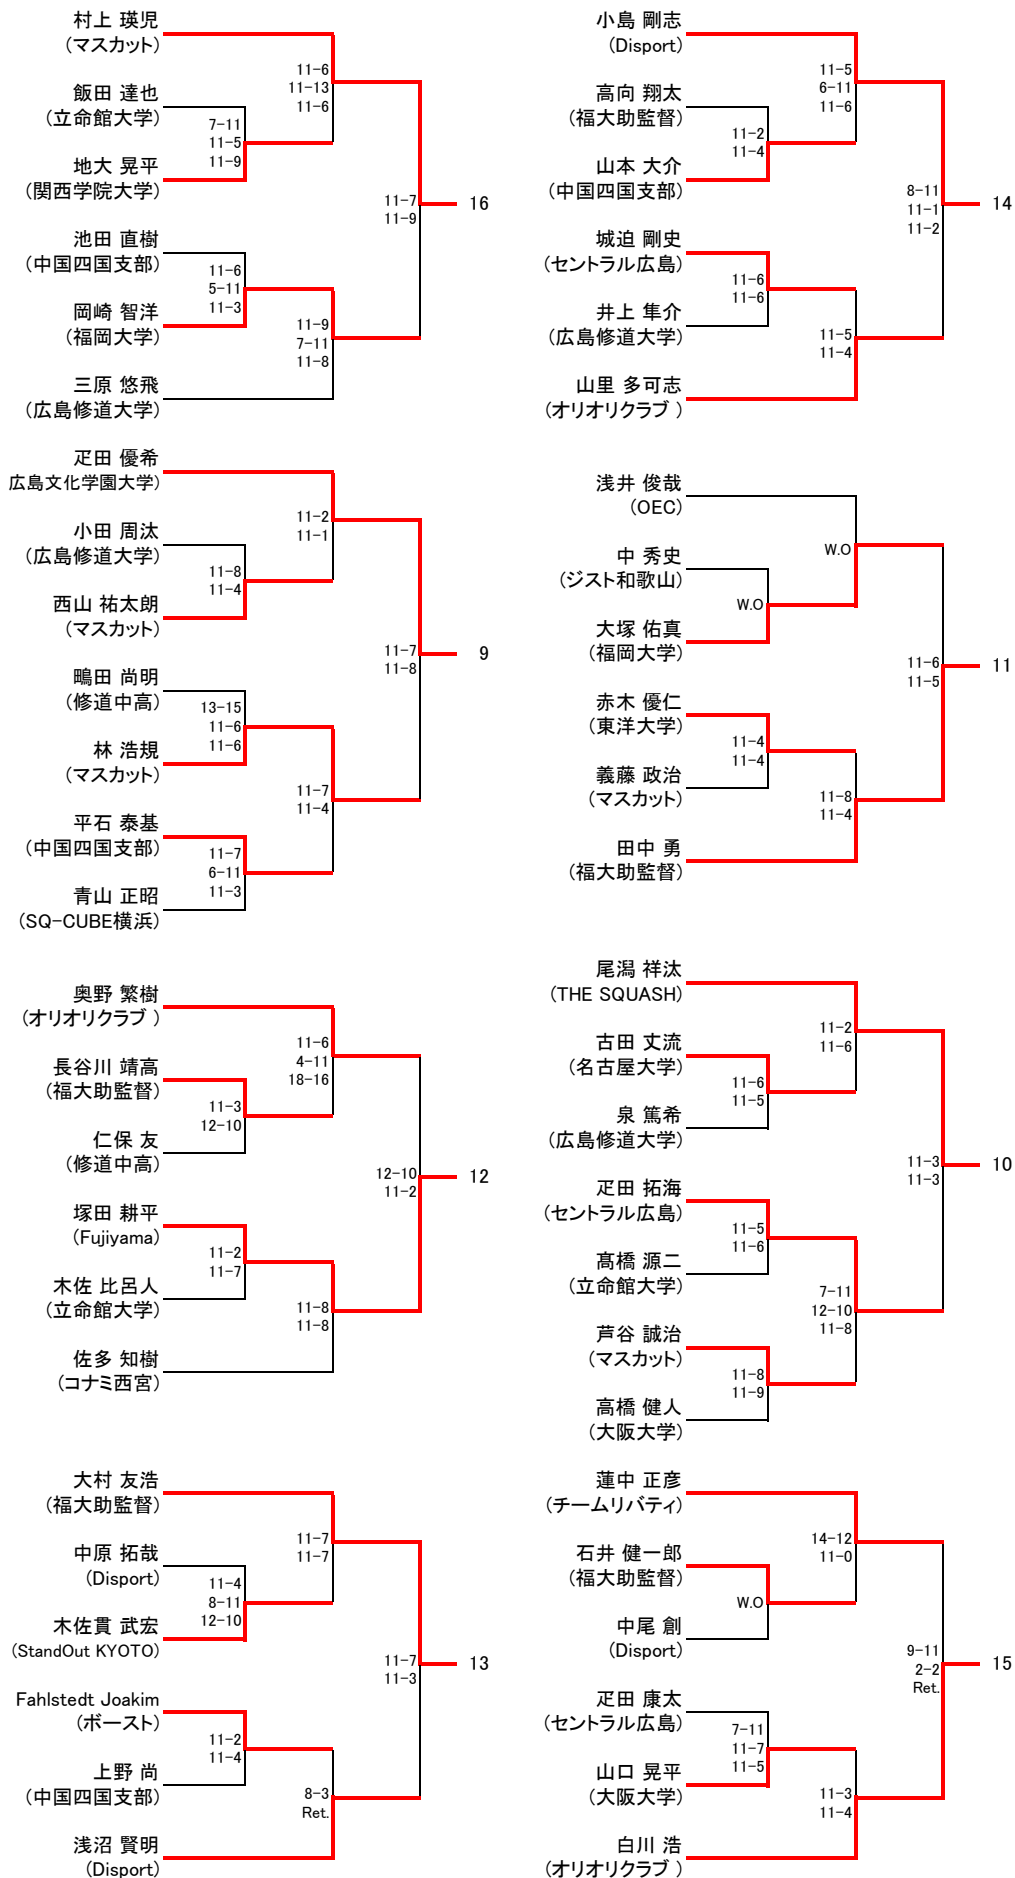 村上 瑛児
(マスカット)
11-6
11-13
11-6
飯田 達也
(立命館大学)
7-11
11-5
11-9
地大 晃平
(関西学院大学)
11-7
11-9
16
池田 直樹
(中国四国支部)
11-6
5-11
11-3
岡崎 智洋
(福岡大学)
11-9
7-11
11-8
三原 悠飛
(広島修道大学)
小島 剛志
(Disport)
11-5
6-11
11-6
高向 翔太
(福大助監督)
11-2
11-4
山本 大介
(中国四国支部)
8-11
11-1
11-2
14
城迫 剛史
(セントラル広島)
11-6
11-6
井上 隼介
(広島修道大学)
11-5
11-4
山里 多可志
(オリオリクラブ )
疋田 優希
広島文化学園大学)
11-2
11-1
小田 周汰
(広島修道大学)
11-8
11-4
西山 祐太朗
(マスカット)
11-7
11-8
9
鴫田 尚明
(修道中高)
13-15
11-6
11-6
林 浩規
(マスカット)
11-7
11-4
平石 泰基
(中国四国支部)
11-7
6-11
11-3
青山 正昭
(SQ-CUBE横浜)
浅井 俊哉
(OEC)
W.O
中 秀史
(ジスト和歌山)
W.O
大塚 佑真
(福岡大学)
11-6
11-5
11
赤木 優仁
(東洋大学)
11-4
11-4
義藤 政治
(マスカット)
11-8
11-4
田中 勇
(福大助監督)
奥野 繁樹
(オリオリクラブ )
11-6
4-11
18-16
長谷川 靖高
(福大助監督)
11-3
12-10
仁保 友
(修道中高)
12-10
11-2
12
塚田 耕平
(Fujiyama)
11-2
11-7
木佐 比呂人
(立命館大学)
11-8
11-8
佐多 知樹
(コナミ西宮)
尾潟 祥汰
(THE SQUASH)
11-2
11-6
古田 丈流
(名古屋大学)
11-6
11-5
泉 篤希
(広島修道大学)
11-3
11-3
10
疋田 拓海
(セントラル広島)
11-5
11-6
髙橋 源二
(立命館大学)
7-11
12-10
11-8
芦谷 誠治
(マスカット)
11-8
11-9
高橋 健人
(大阪大学)
大村 友浩
(福大助監督)
11-7
11-7
中原 拓哉
(Disport)
11-4
8-11
12-10
木佐貫 武宏
(StandOut KYOTO)
11-7
11-3
13
Fahlstedt Joakim
(ボースト)
11-2
11-4
上野 尚
(中国四国支部)
8-3
Ret.
浅沼 賢明
(Disport)
蓮中 正彦
(チームリバティ)
14-12
11-0
石井 健一郎
(福大助監督)
W.O
中尾 創
(Disport)
9-11
2-2
Ret.
15
疋田 康太
(セントラル広島)
7-11
11-7
11-5
山口 晃平
(大阪大学)
11-3
11-4
白川 浩
(オリオリクラブ )